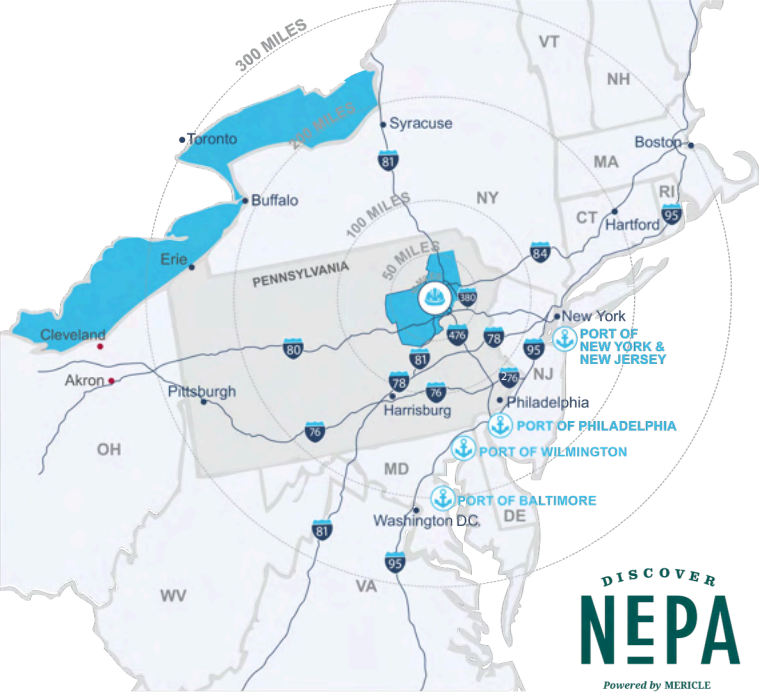 300 MILES
VT
NH
200 MILES
Toronto
Syracuse
Boston
81
MA
NY
RI
Buffalo
100 MILES
CT
95
Hartford
50 MILES
84
Erie
PENNSYLVANIA
380
New York
Cleveland
476
78
PORT OF
NEW YORK &
NEW JERSEY
80
95
81
NJ
Akron
78
76
276
Pittsburgh
Harrisburg
Philadelphia
76
PORT OF PHILADELPHIA
OH
PORT OF WILMINGTON
MD
PORT OF BALTIMORE
Washington D.C.
DE
81
95
VA
WV
DISCOVER
NEPA
Powered by MERICLE